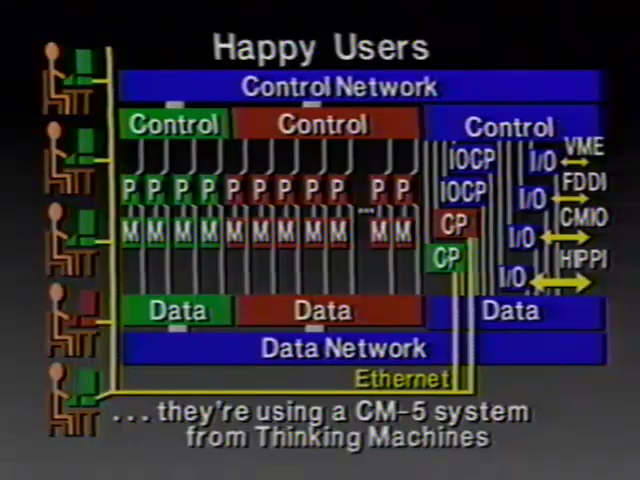 Happy Users
Control Network
Control Control Control
IOCP I/O VME
P P P P P P P P P P P IOCP I/O FDDI
M M M M M M M M M ... M M CP I/O CMIO
CP I/O HIPPI
Data Data Data
Data Network
Ethernet
...they're using a CM-5 system
from Thinking Machines